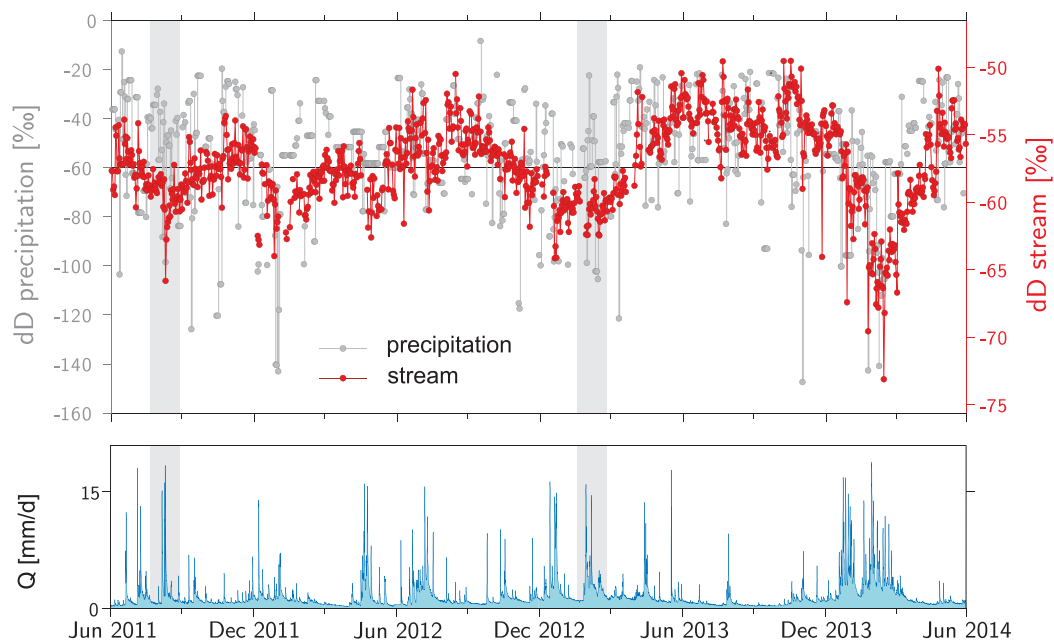 0
-20
-40
-60
-80
-100
-120
-140
-160
dD precipitation [‰]
-50
-55
-60
-65
-70
-75
dD stream [‰]
precipitation
stream
15
0
Q [mm/d]
Jun 2011
Dec 2011
Jun 2012
Dec 2012
Jun 2013
Dec 2013
Jun 2014